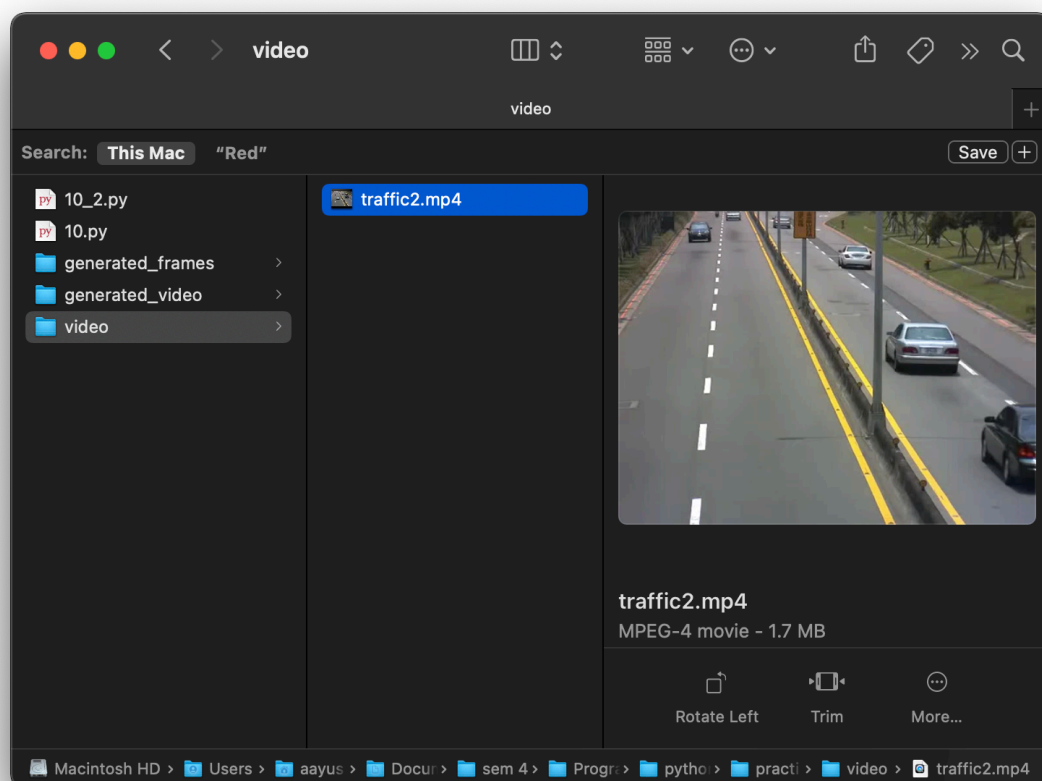 video
video
Search: This Mac “Red”
Save
10_2.py
10.py
generated_frames
generated_video
video
traffic2.mp4
traffic2.mp4
MPEG-4 movie - 1.7 MB
Rotate Left Trim More...
Macintosh HD › Users › aayus › Docu › sem 4 › Progr › pytho › practi › video › traffic2.mp4